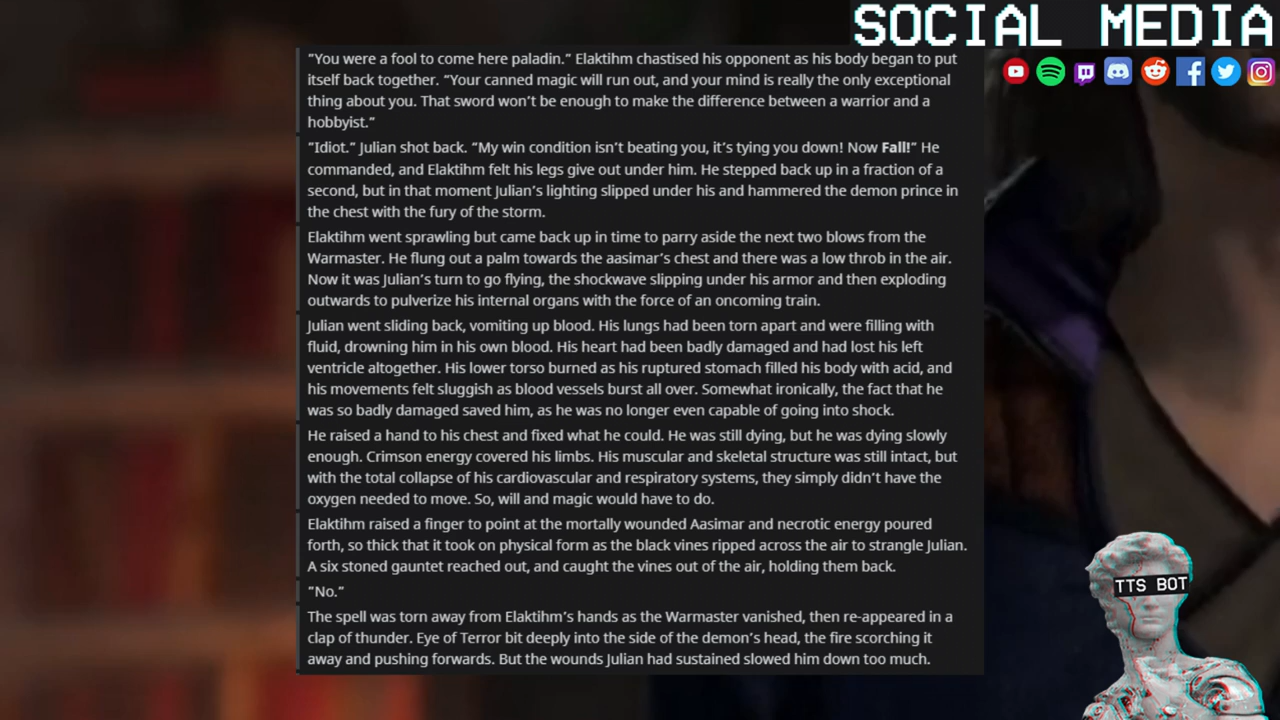 SOCIAL MEDIA
“You were a fool to come here paladin.” Elaktihm chastised his opponent as his body began to put
itself back together. “Your canned magic will run out, and your mind is really the only exceptional
thing about you. That sword won’t be enough to make the difference between a warrior and a
hobbyist.”
“Idiot.” Julian shot back. “My win condition isn’t beating you, it’s tying you down! Now Fall!” He
commanded, and Elaktihm felt his legs give out under him. He stepped back up in a fraction of a
second, but in that moment Julian’s lighting slipped under his and hammered the demon prince in
the chest with the fury of the storm.
Elaktihm went sprawling but came back up in time to parry aside the next two blows from the
Warmaster. He flung out a palm towards the aasimar’s chest and there was a low throb in the air.
Now it was Julian’s turn to go flying, the shockwave slipping under his armor and then exploding
outwards to pulverize his internal organs with the force of an oncoming train.
Julian went sliding back, vomiting up blood. His lungs had been torn apart and were filling with
fluid, drowning him in his own blood. His heart had been badly damaged and had lost his left
ventricle altogether. His lower torso burned as his ruptured stomach filled his body with acid, and
his movements felt sluggish as blood vessels burst all over. Somewhat ironically, the fact that he
was so badly damaged saved him, as he was no longer even capable of going into shock.
He raised a hand to his chest and fixed what he could. He was still dying, but he was dying slowly
enough. Crimson energy covered his limbs. His muscular and skeletal structure was still intact, but
with the total collapse of his cardiovascular and respiratory systems, they simply didn’t have the
oxygen needed to move. So, will and magic would have to do.
Elaktihm raised a finger to point at the mortally wounded Aasimar and necrotic energy poured
forth, so thick that it took on physical form as the black vines ripped across the air to strangle Julian.
A six stoned gauntet reached out, and caught the vines out of the air, holding them back.
“No.”
The spell was torn away from Elaktihm’s hands as the Warmaster vanished, then re-appeared in a
clap of thunder. Eye of Terror bit deeply into the side of the demon’s head, the fire scorching it
away and pushing forwards. But the wounds Julian had sustained slowed him down too much.
TTS BOT